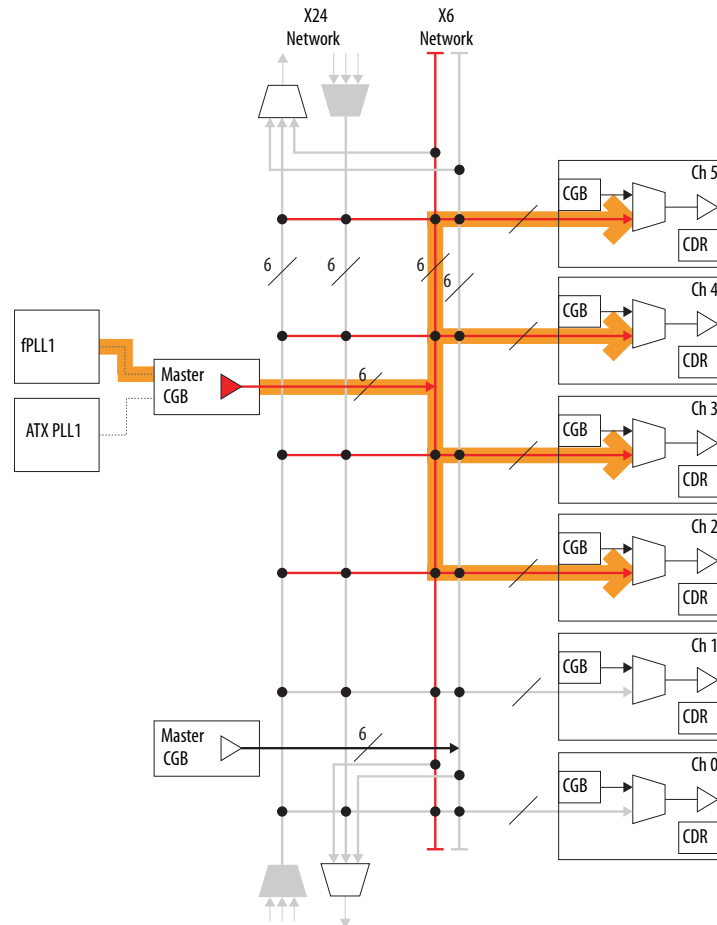 X24
Network
X6
Network
Ch 5
CGB
CDR
6
6
6
6
Ch 4
CGB
CDR
fPLL1
Master
CGB
6
ATX PLL1
Ch 3
CGB
CDR
Ch 2
CGB
CDR
Ch 1
CGB
CDR
Master
CGB
6
Ch 0
CGB
CDR